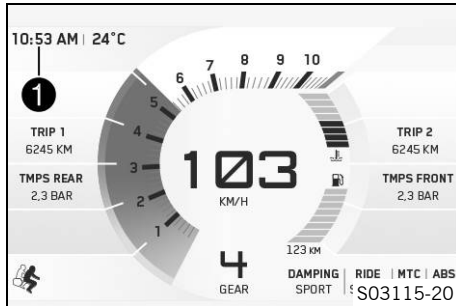 10:53 AM | 24°C
1
6 7 8 9 10
5
4
3
2
1
TRIP 1
6245 KM
TMPS REAR
2,3 BAR
103
KM/H
TRIP 2
6245 KM
TMPS FRONT
2,3 BAR
123 KM
4
GEAR
DAMPING | RIDE | MTC | ABS
SPORT
S03115-20